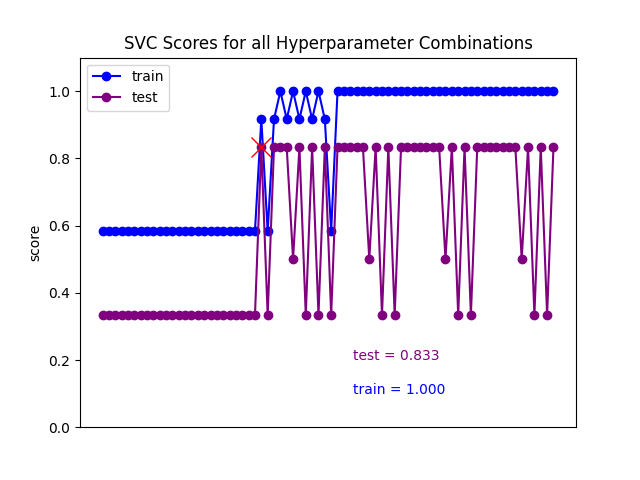 SVC Scores for all Hyperparameter Combinations
train
test
1.0
0.8
0.6
0.4
0.2
0.0
score
test = 0.833
train = 1.000